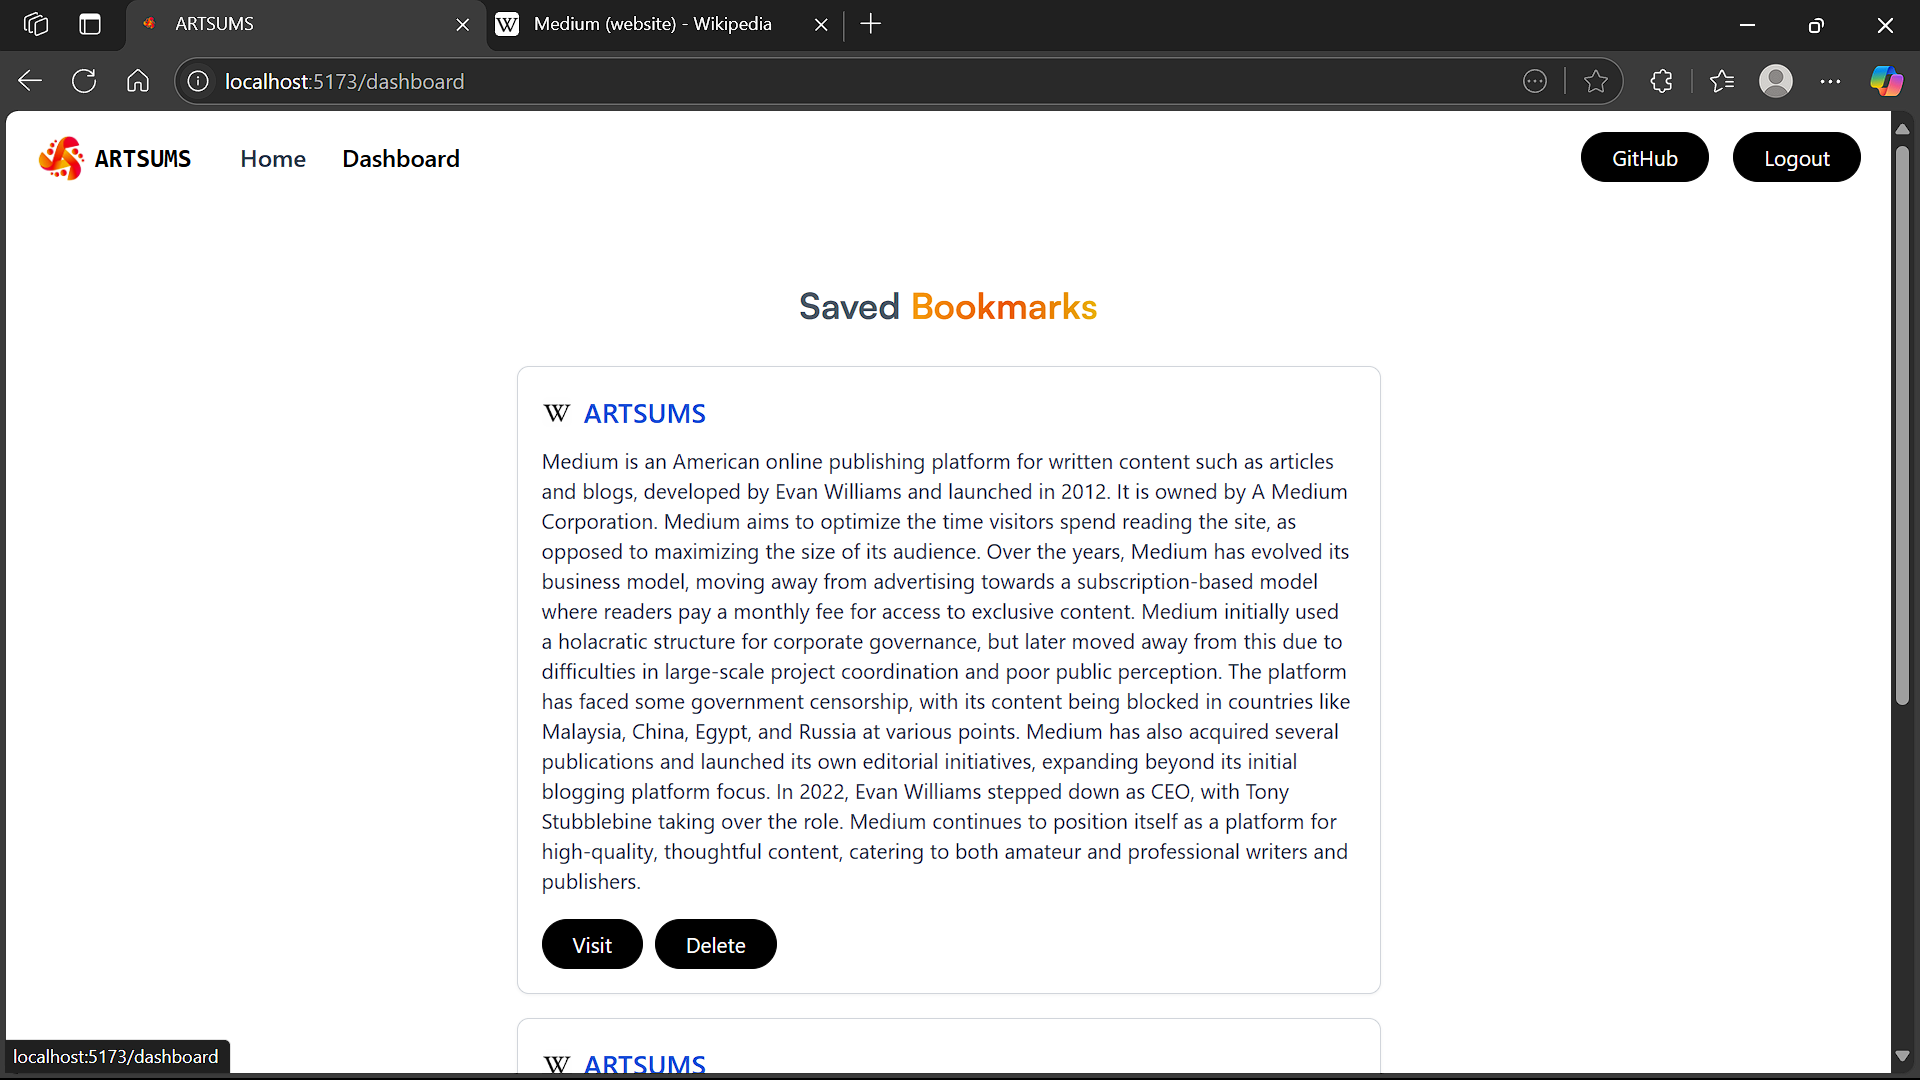 ARTSUMS
Medium (website) - Wikipedia
localhost:5173/dashboard
ARTSUMS
Home
Dashboard
GitHub
Logout
Saved Bookmarks
W ARTSUMS
Medium is an American online publishing platform for written content such as articles
and blogs, developed by Evan Williams and launched in 2012. It is owned by A Medium
Corporation. Medium aims to optimize the time visitors spend reading the site, as
opposed to maximizing the size of its audience. Over the years, Medium has evolved its
business model, moving away from advertising towards a subscription-based model
where readers pay a monthly fee for access to exclusive content. Medium initially used
a holacratic structure for corporate governance, but later moved away from this due to
difficulties in large-scale project coordination and poor public perception. The platform
has faced some government censorship, with its content being blocked in countries like
Malaysia, China, Egypt, and Russia at various points. Medium has also acquired several
publications and launched its own editorial initiatives, expanding beyond its initial
blogging platform focus. In 2022, Evan Williams stepped down as CEO, with Tony
Stubblebine taking over the role. Medium continues to position itself as a platform for
high-quality, thoughtful content, catering to both amateur and professional writers and
publishers.
Visit
Delete
W ARTSUMS
localhost:5173/dashboard